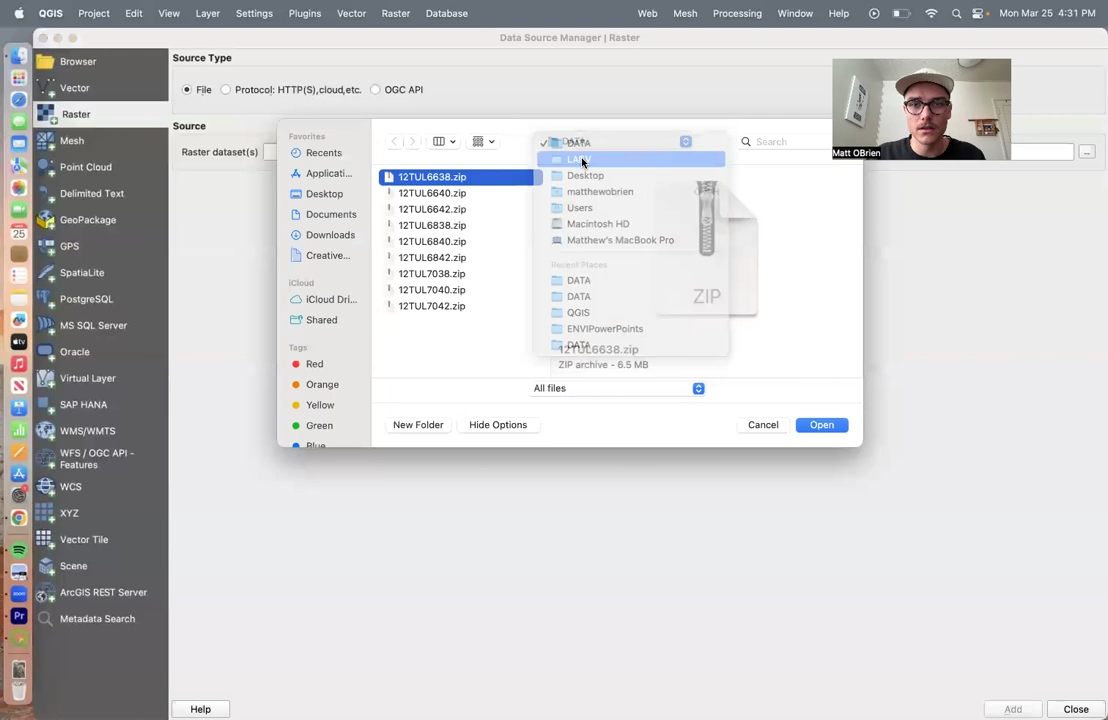 QGIS Project Edit View Layer Settings Plugins Vector Raster Database Web Mesh Processing Window Help Mon Mar 25 4:31 PM
Data Source Manager | Raster
Browser
Vector
Raster
Mesh
Point Cloud
Delimited Text
GeoPackage
GPS
SpatiaLite
PostgreSQL
MS SQL Server
Oracle
Virtual Layer
SAP HANA
WMS/WMTS
WFS / OGC API -
Features
WCS
XYZ
Vector Tile
Scene
ArcGIS REST Server
Metadata Search
Source Type
File Protocol: HTTP(S),cloud,etc. OGC API
Source
Raster dataset(s)
...
Favorites
Recents
Applicati...
Desktop
Documents
Downloads
Creative...
iCloud
iCloud Dri...
Shared
Tags
Red
Orange
Yellow
Green
Blue
12TUL6638.zip
12TUL6640.zip
12TUL6642.zip
12TUL6838.zip
12TUL6840.zip
12TUL6842.zip
12TUL7038.zip
12TUL7040.zip
12TUL7042.zip
DATA
Desktop
matthewobrien
Users
Macintosh HD
Matthew's MacBook Pro
Recent Places
DATA
DATA
QGIS
ENVIPowerPoints
DATA
Search
ZIP
12TUL6638.zip
ZIP archive - 6.5 MB
All files
New Folder Hide Options Cancel Open
Matt OBrien
Help Add Close
MAR
25
tv
zoom
Pr